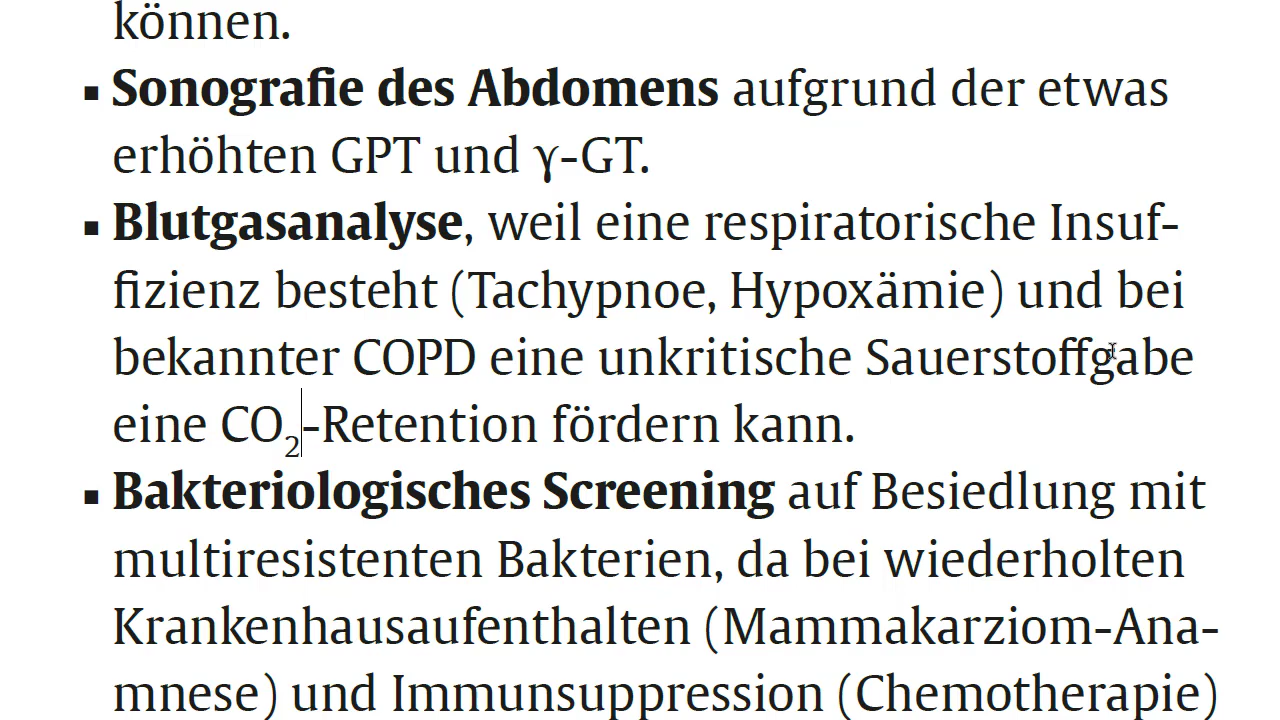 können.
▪ Sonografie des Abdomens aufgrund der etwas
erhöhten GPT und γ-GT.
▪ Blutgasanalyse, weil eine respiratorische Insuf-
fizienz besteht (Tachypnoe, Hypoxämie) und bei
bekannter COPD eine unkritische Sauerstoffgabe
eine CO₂-Retention fördern kann.
▪ Bakteriologisches Screening auf Besiedlung mit
multiresistenten Bakterien, da bei wiederholten
Krankenhausaufenthalten (Mammakarziom-Ana-
mnese) und Immunsuppression (Chemotherapie)